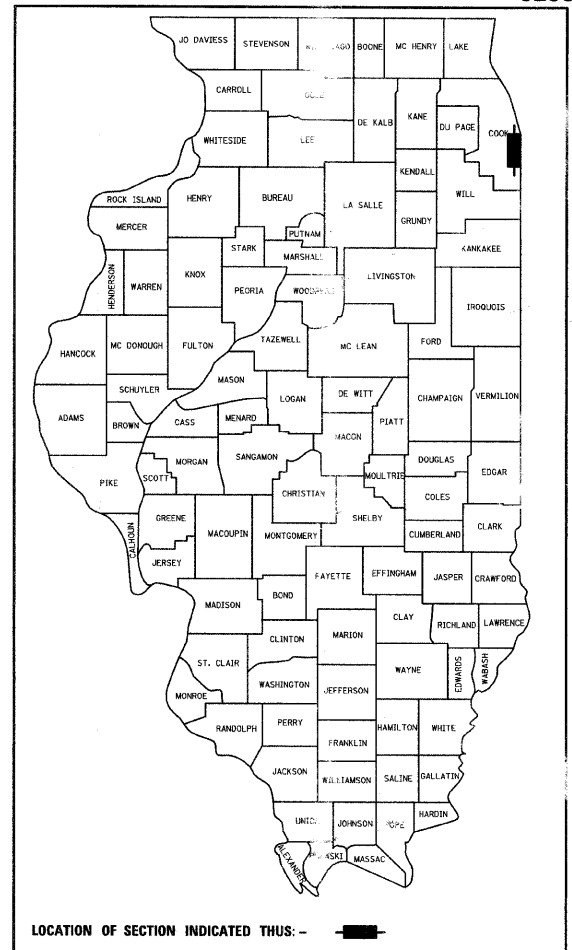 JO DAVIESS STEVENSON BOONE MC HENRY LAKE
CARROLL
DE KALB KANE DU PAGE COOK
WHITESIDE LEE
KENDALL WILL
ROCK ISLAND HENRY BUREAU LA SALLE GRUNDY
MERCER PUTNAM
STARK MARSHALL KANKAKEE
HENDERSON WARREN KNOX PEORIA LIVINGSTON IROQUOIS
HANCOCK MC DONOUGH FULTON TAZEWELL MC LEAN FORD
SCHUYLER MASON LOGAN DE WITT CHAMPAIGN VERMILION
ADAMS BROWN CASS MENARD MACON PIATT
PIKE SCOTT MORGAN SANGAMON MOULTRIE DOUGLAS EDGAR
CHRISTIAN COLES
CALHOUN GREENE MACOUPIN MONTGOMERY SHELBY CUMBERLAND CLARK
JERSEY FAYETTE EFFINGHAM JASPER CRAWFORD
MADISON BOND
CLINTON MARION CLAY RICHLAND LAWRENCE
ST. CLAIR WAYNE EDWARDS WABASH
MONROE WASHINGTON JEFFERSON
RANDOLPH PERRY HAMILTON WHITE
FRANKLIN
JACKSON WILLIAMSON SALINE GALLATIN
JOHNSON HARDIN
ALEXANDER MASSAC
LOCATION OF SECTION INDICATED THUS: -